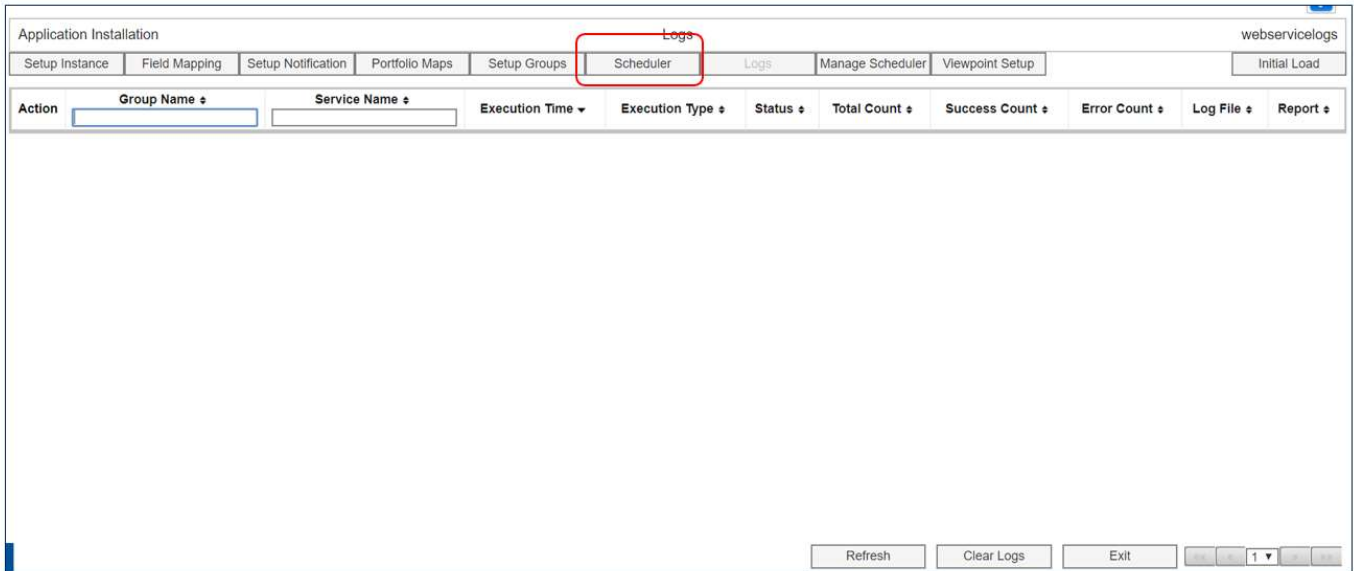 Application Installation Logs webservicelogs
Setup Instance Field Mapping Setup Notification Portfolio Maps Setup Groups Scheduler Logs Manage Scheduler Viewpoint Setup Initial Load
Action Group Name Service Name Execution Time Execution Type Status Total Count Success Count Error Count Log File Report
Refresh Clear Logs Exit << < 1 > >>